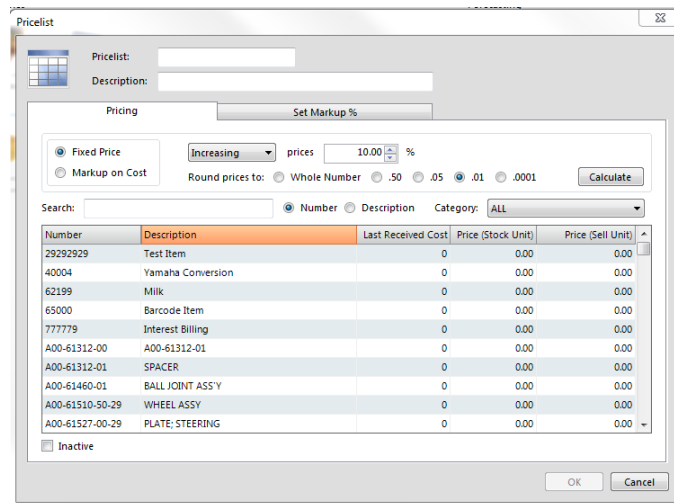 Pricelist
Pricelist:
Description:
Pricing
Set Markup %
Fixed Price
Increasing prices 10.00 %
Markup on Cost
Round prices to: Whole Number .50 .05 .01 .0001 Calculate
Search: Number Description Category: ALL
Number Description Last Received Cost Price (Stock Unit) Price (Sell Unit)
29292929 Test Item 0 0.00 0.00
40004 Yamaha Conversion 0 0.00 0.00
62199 Milk 0 0.00 0.00
65000 Barcode Item 0 0.00 0.00
777779 Interest Billing 0 0.00 0.00
A00-61312-00 A00-61312-01 0 0.00 0.00
A00-61312-01 SPACER 0 0.00 0.00
A00-61460-01 BALL JOINT ASS'Y 0 0.00 0.00
A00-61510-50-29 WHEEL ASSY 0 0.00 0.00
A00-61527-00-29 PLATE; STEERING 0 0.00 0.00
Inactive
OK Cancel